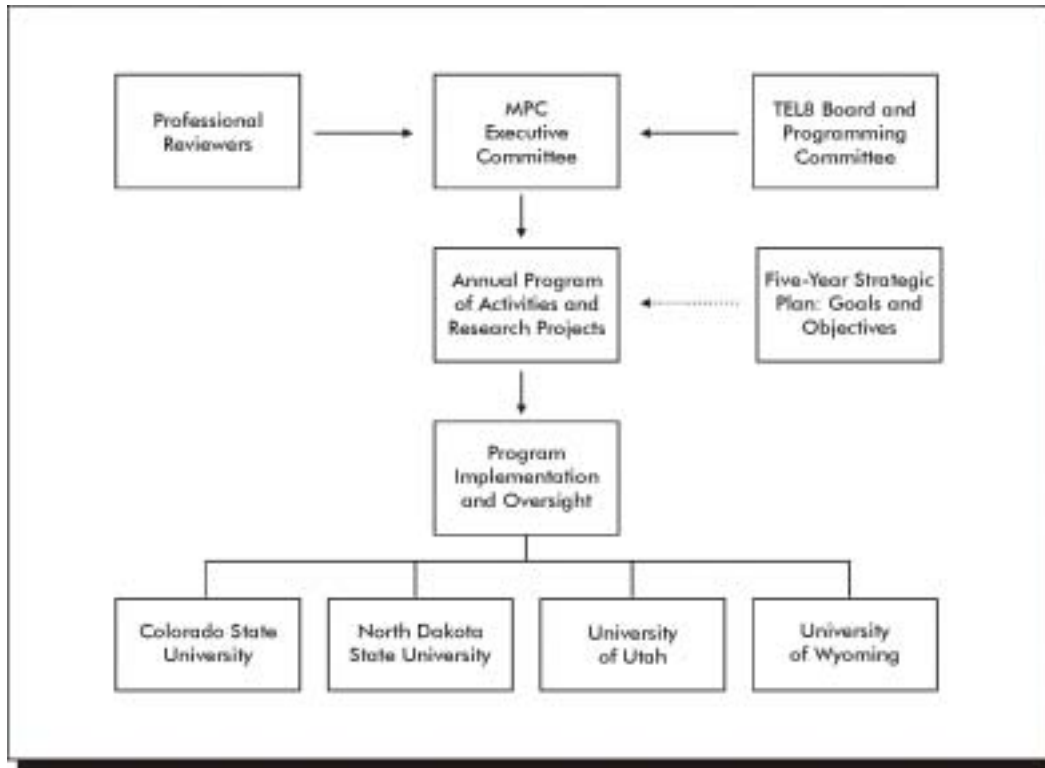 Professional
Reviewers
MPC
Executive
Committee
TEL8 Board and
Programming
Committee
Annual Program
of Activities and
Research Projects
Five-Year Strategic
Plan: Goals and
Objectives
Program
Implementation
and Oversight
Colorado State
University
North Dakota
State University
University
of Utah
University
of Wyoming